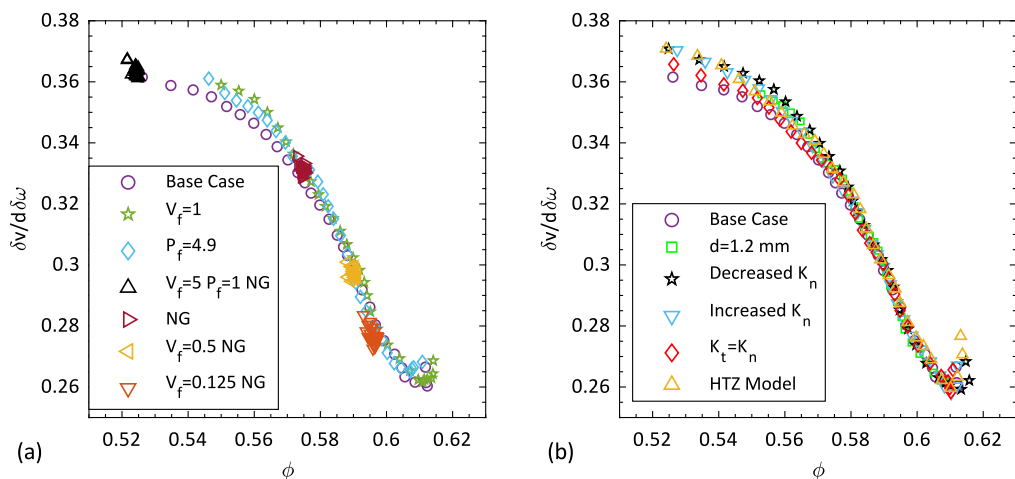 0.38
0.36
0.34
0.32
0.3
0.28
0.26
δv/dδω
Base Case
V_f=1
P_f=4.9
V_f=5 P_f=1 NG
NG
V_f=0.5 NG
V_f=0.125 NG
0.52 0.54 0.56 0.58 0.6 0.62
(a)
ϕ
0.38
0.36
0.34
0.32
0.3
0.28
0.26
δv/dδω
Base Case
d=1.2 mm
Decreased K_n
Increased K_n
K_t=K_n
HTZ Model
0.52 0.54 0.56 0.58 0.6 0.62
(b)
ϕ